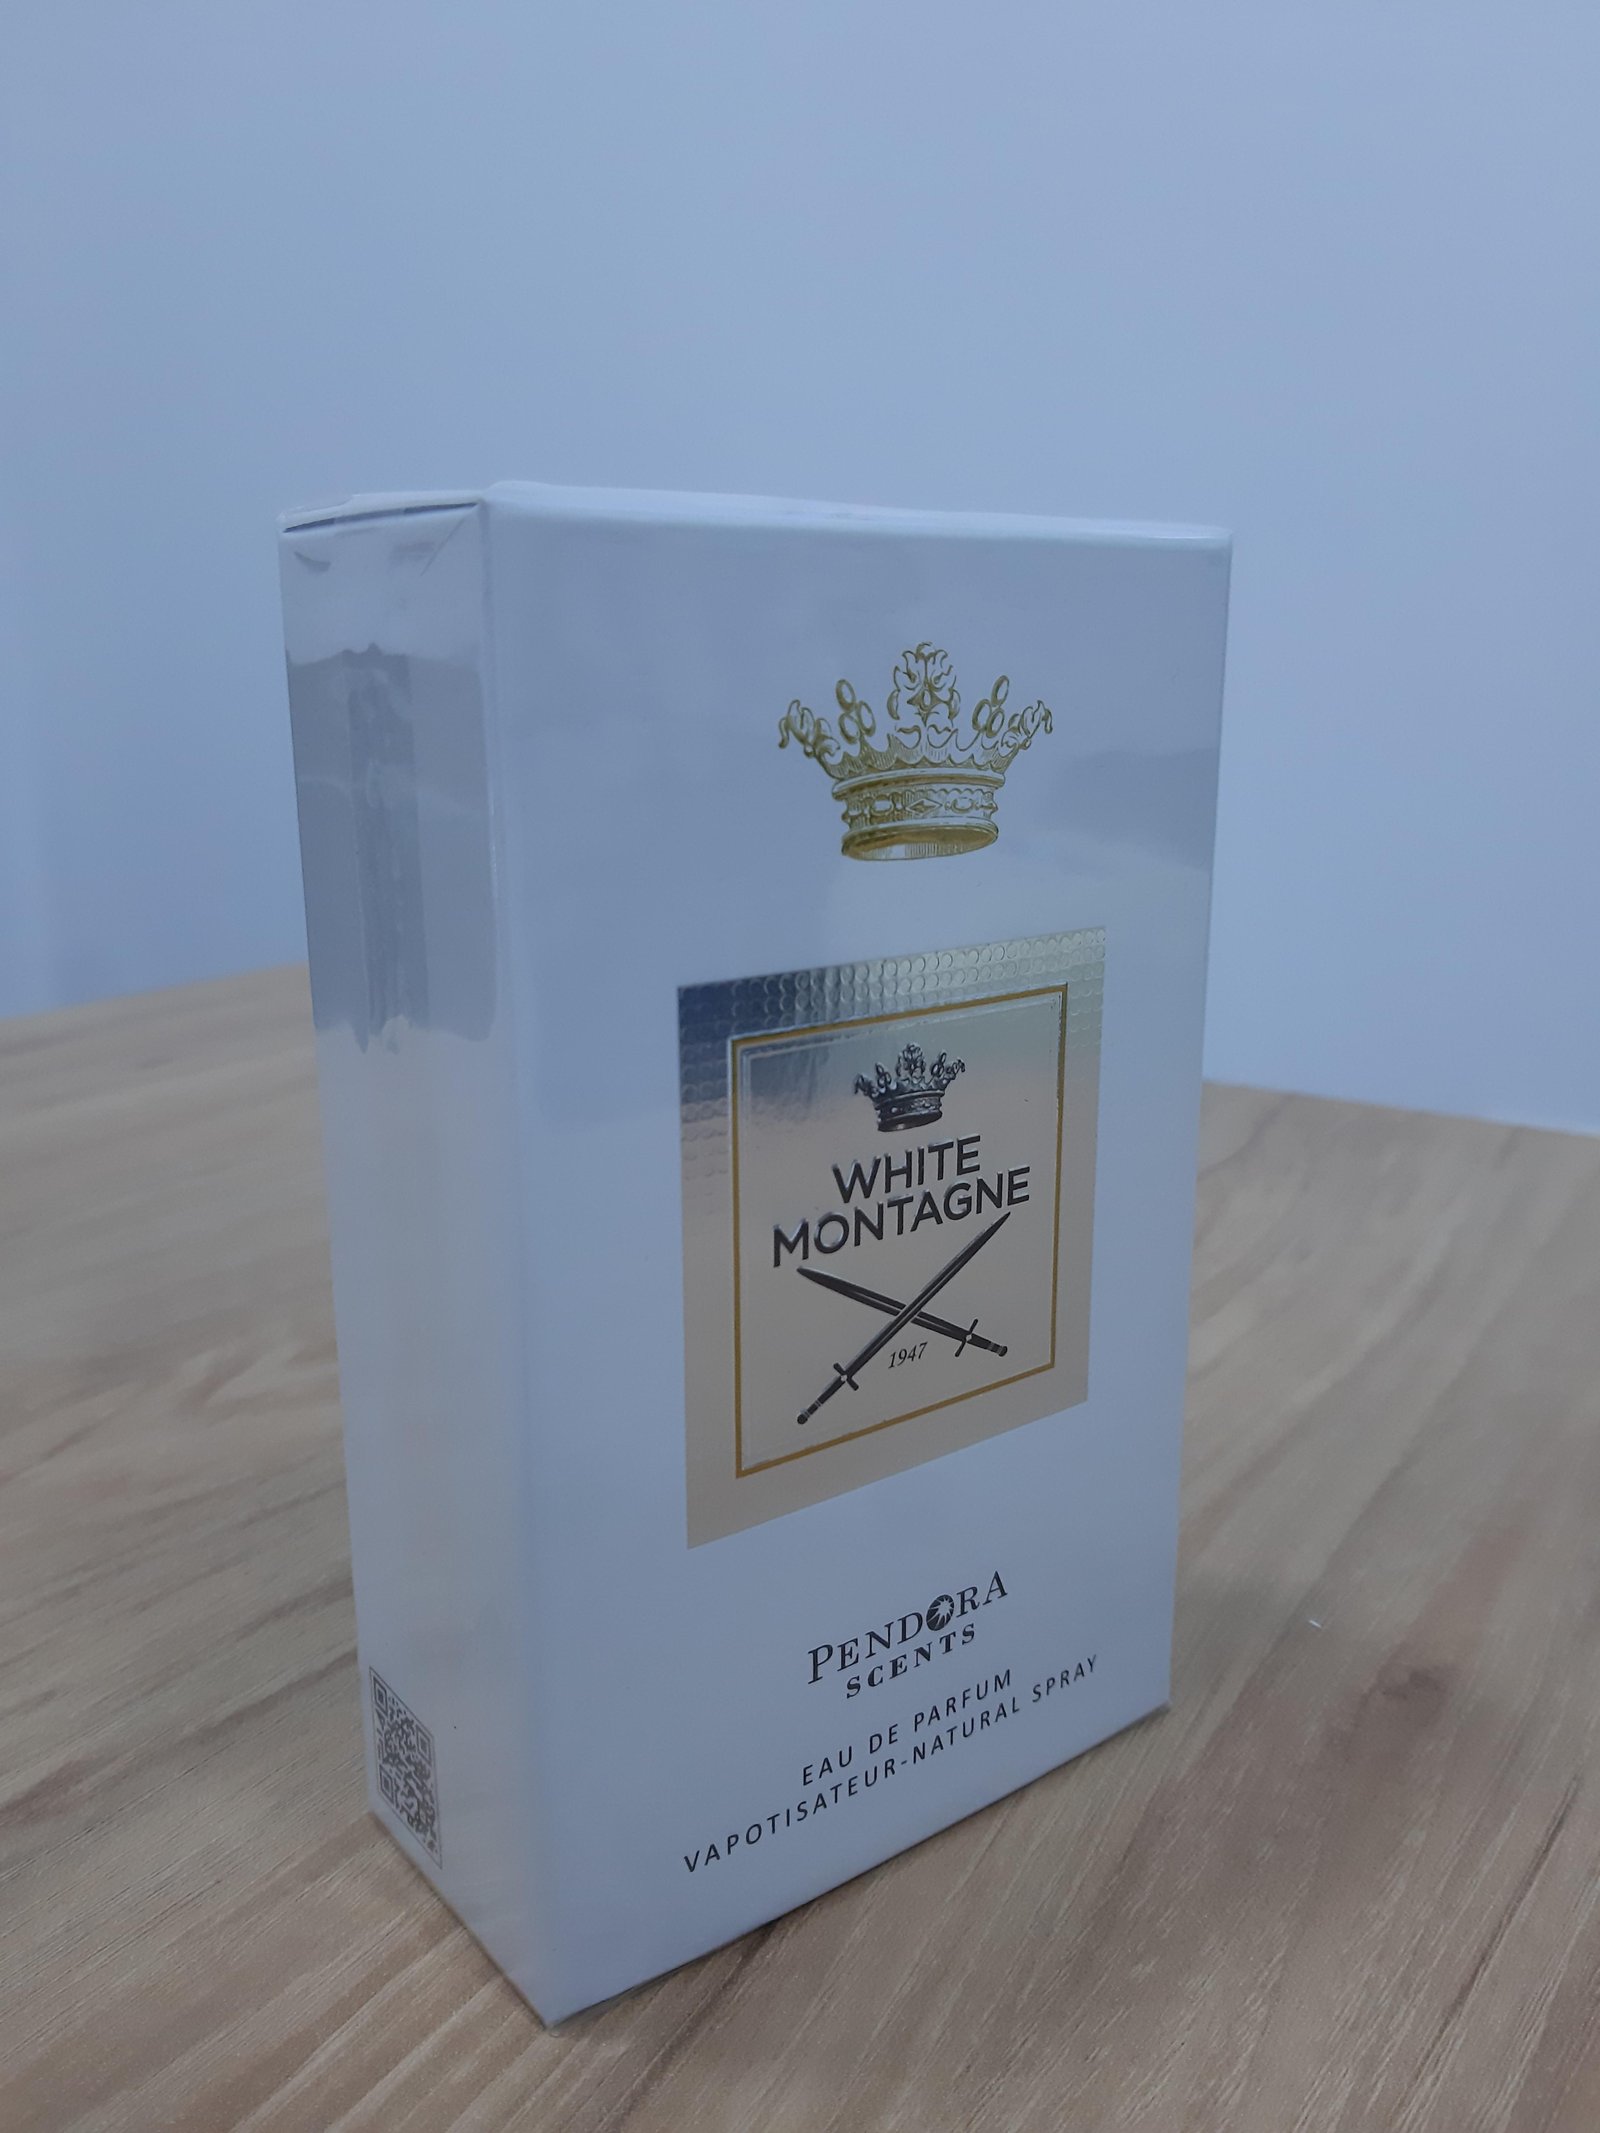 WHITE
MONTAGNE
1947
PENDORA
SCENTS
EAU DE PARFUM
VAPOTISATEUR-NATURAL SPRAY